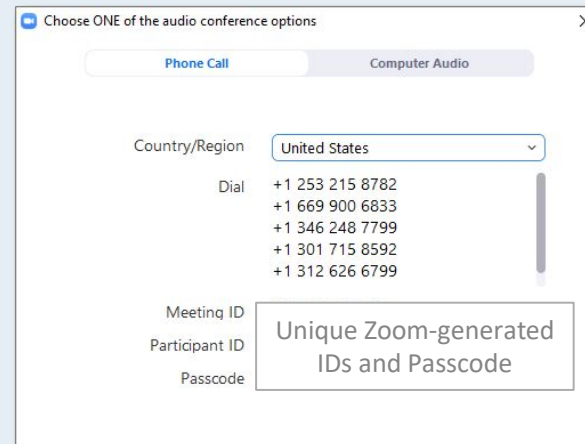 Choose ONE of the audio conference options
Phone Call
Computer Audio
Country/Region
United States
Dial
+1 253 215 8782
+1 669 900 6833
+1 346 248 7799
+1 301 715 8592
+1 312 626 6799
Meeting ID
Participant ID
Passcode
Unique Zoom-generated
IDs and Passcode